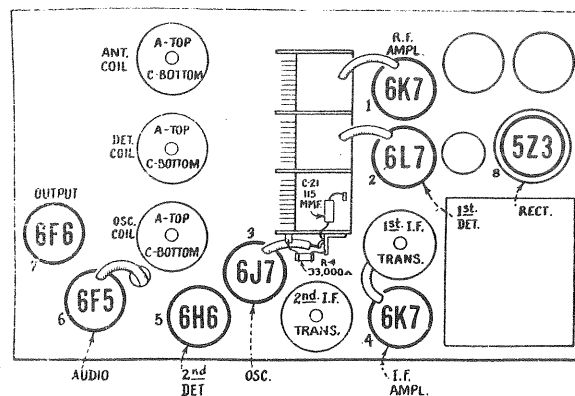 ANT.
COIL
A-TOP
C-BOTTOM
R.F.
AMPL.
6K7
1
DET.
COIL
A-TOP
C-BOTTOM
6L7
2
5Z3
8
C-21
115
MMF.
1st.
DET.
RECT.
OUTPUT
6F6
7
OSC.
COIL
A-TOP
C-BOTTOM
3
6J7
R-4
33,000Ω
1st. I.F.
TRANS.
6F5
6
6H6
5
2nd. I.F.
TRANS.
6K7
4
AUDIO
2nd
DET
OSC.
I.F.
AMPL.